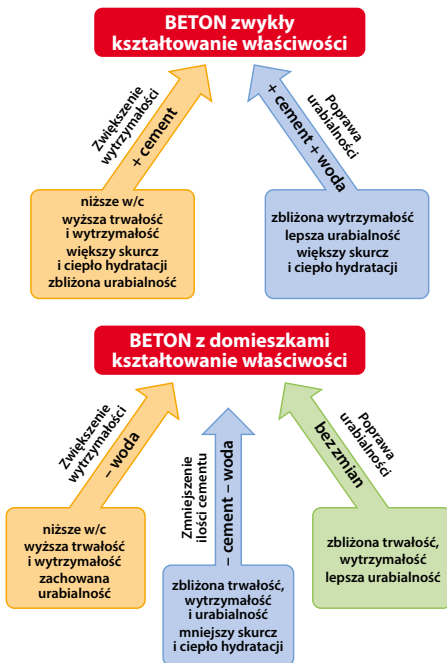 BETON zwykły
kształtowanie właściwości
Zwiększenie
wytrzymałości
+ cement
+ cement + woda
Poprawa
urabialności
niższe w/c
wyższa trwałość
i wytrzymałość
większy skurcz
i ciepło hydratacji
zbliżona urabialność
zbliżona wytrzymałość
lepsza urabialność
większy skurcz
i ciepło hydratacji
BETON z domieszkami
kształtowanie właściwości
Zwiększenie
wytrzymałości
– woda
Zmniejszenie
ilości cementu
– cement – woda
bez zmian
Poprawa
urabialności
niższe w/c
wyższa trwałość
i wytrzymałość
zachowana
urabialność
zbliżona trwałość,
wytrzymałość
i urabialność
mniejszy skurcz
i ciepło hydratacji
zbliżona trwałość,
wytrzymałość
lepsza urabialność